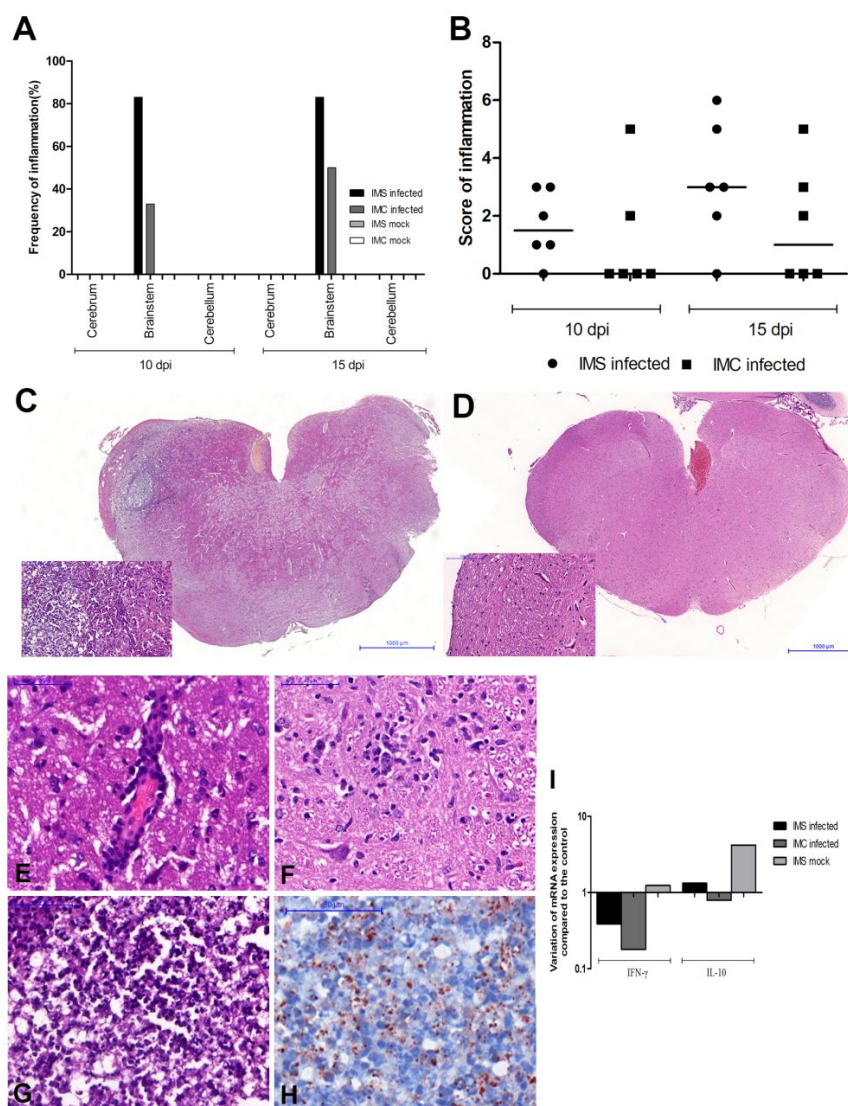 A
Frequency of inflammation(%)
100
80
60
40
20
0
Cerebrum
Brainstem
Cerebellum
Cerebrum
Brainstem
Cerebellum
10 dpi
15 dpi
IMS infected
IMC infected
IMS mock
IMC mock
B
Score of inflammation
8
6
4
2
0
10 dpi
15 dpi
IMS infected
IMC infected
C
1000 µm
D
1000 µm
E
F
G
H
I
Variation of mRNA expression
compared to the control
10
1
0.1
IFN-γ
IL-10
IMS infected
IMC infected
IMS mock